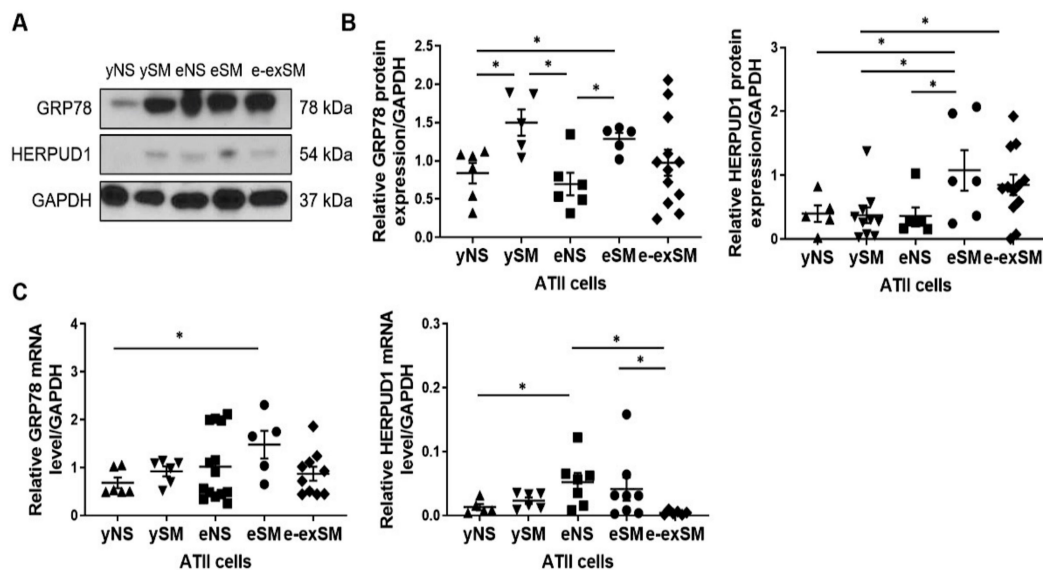 A
yNS ySM eNS eSM e-exSM
GRP78
78 kDa
HERPUD1
54 kDa
GAPDH
37 kDa
B
Relative GRP78 protein
expression/GAPDH
2.5
2.0
1.5
1.0
0.5
0.0
* * * * *
yNS ySM eNS eSM e-exSM
ATII cells
Relative HERPUD1 protein
expression/GAPDH
3
2
1
0
* * * *
yNS ySM eNS eSM e-exSM
ATII cells
C
Relative GRP78 mRNA
level/GAPDH
4
3
2
1
0
*
yNS ySM eNS eSM e-exSM
ATII cells
Relative HERPUD1 mRNA
level/GAPDH
0.3
0.2
0.1
0.0
* * *
yNS ySM eNS eSM e-exSM
ATII cells